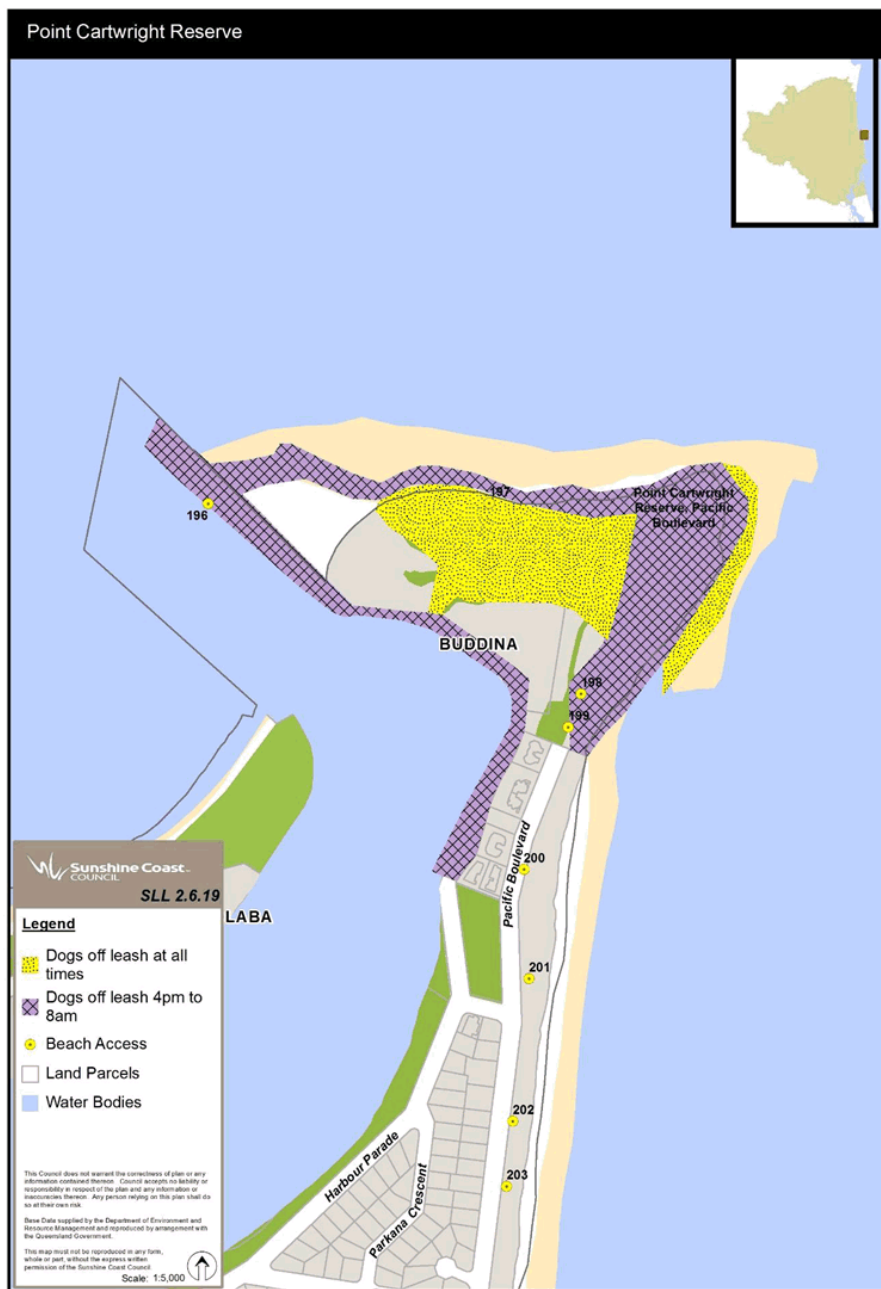 Point Cartwright Reserve
196
197
Point Cartwright
Reserve, Pacific
Boulevard
BUDDINA
198
199
200
Pacific Boulevard
201
202
203
Harbour Parade
Parkana Crescent
LABA
Sunshine Coast
COUNCIL
SLL 2.6.19
Legend
Dogs off leash at all
times
Dogs off leash 4pm to
8am
Beach Access
Land Parcels
Water Bodies
This Council does not warrant the correctness of plan or any
information contained thereon. Council accepts no liability or
responsibility in respect of the plan and any information or
inaccuracies thereon. Any person relying on this plan shall do
so at their own risk.
Base Data supplied by the Department of Environment and
Resource Management and reproduced by arrangement with
the Queensland Government.
This map must not be reproduced in any form,
whole or part, without the express written
permission of the Sunshine Coast Council.
Scale: 1:5,000